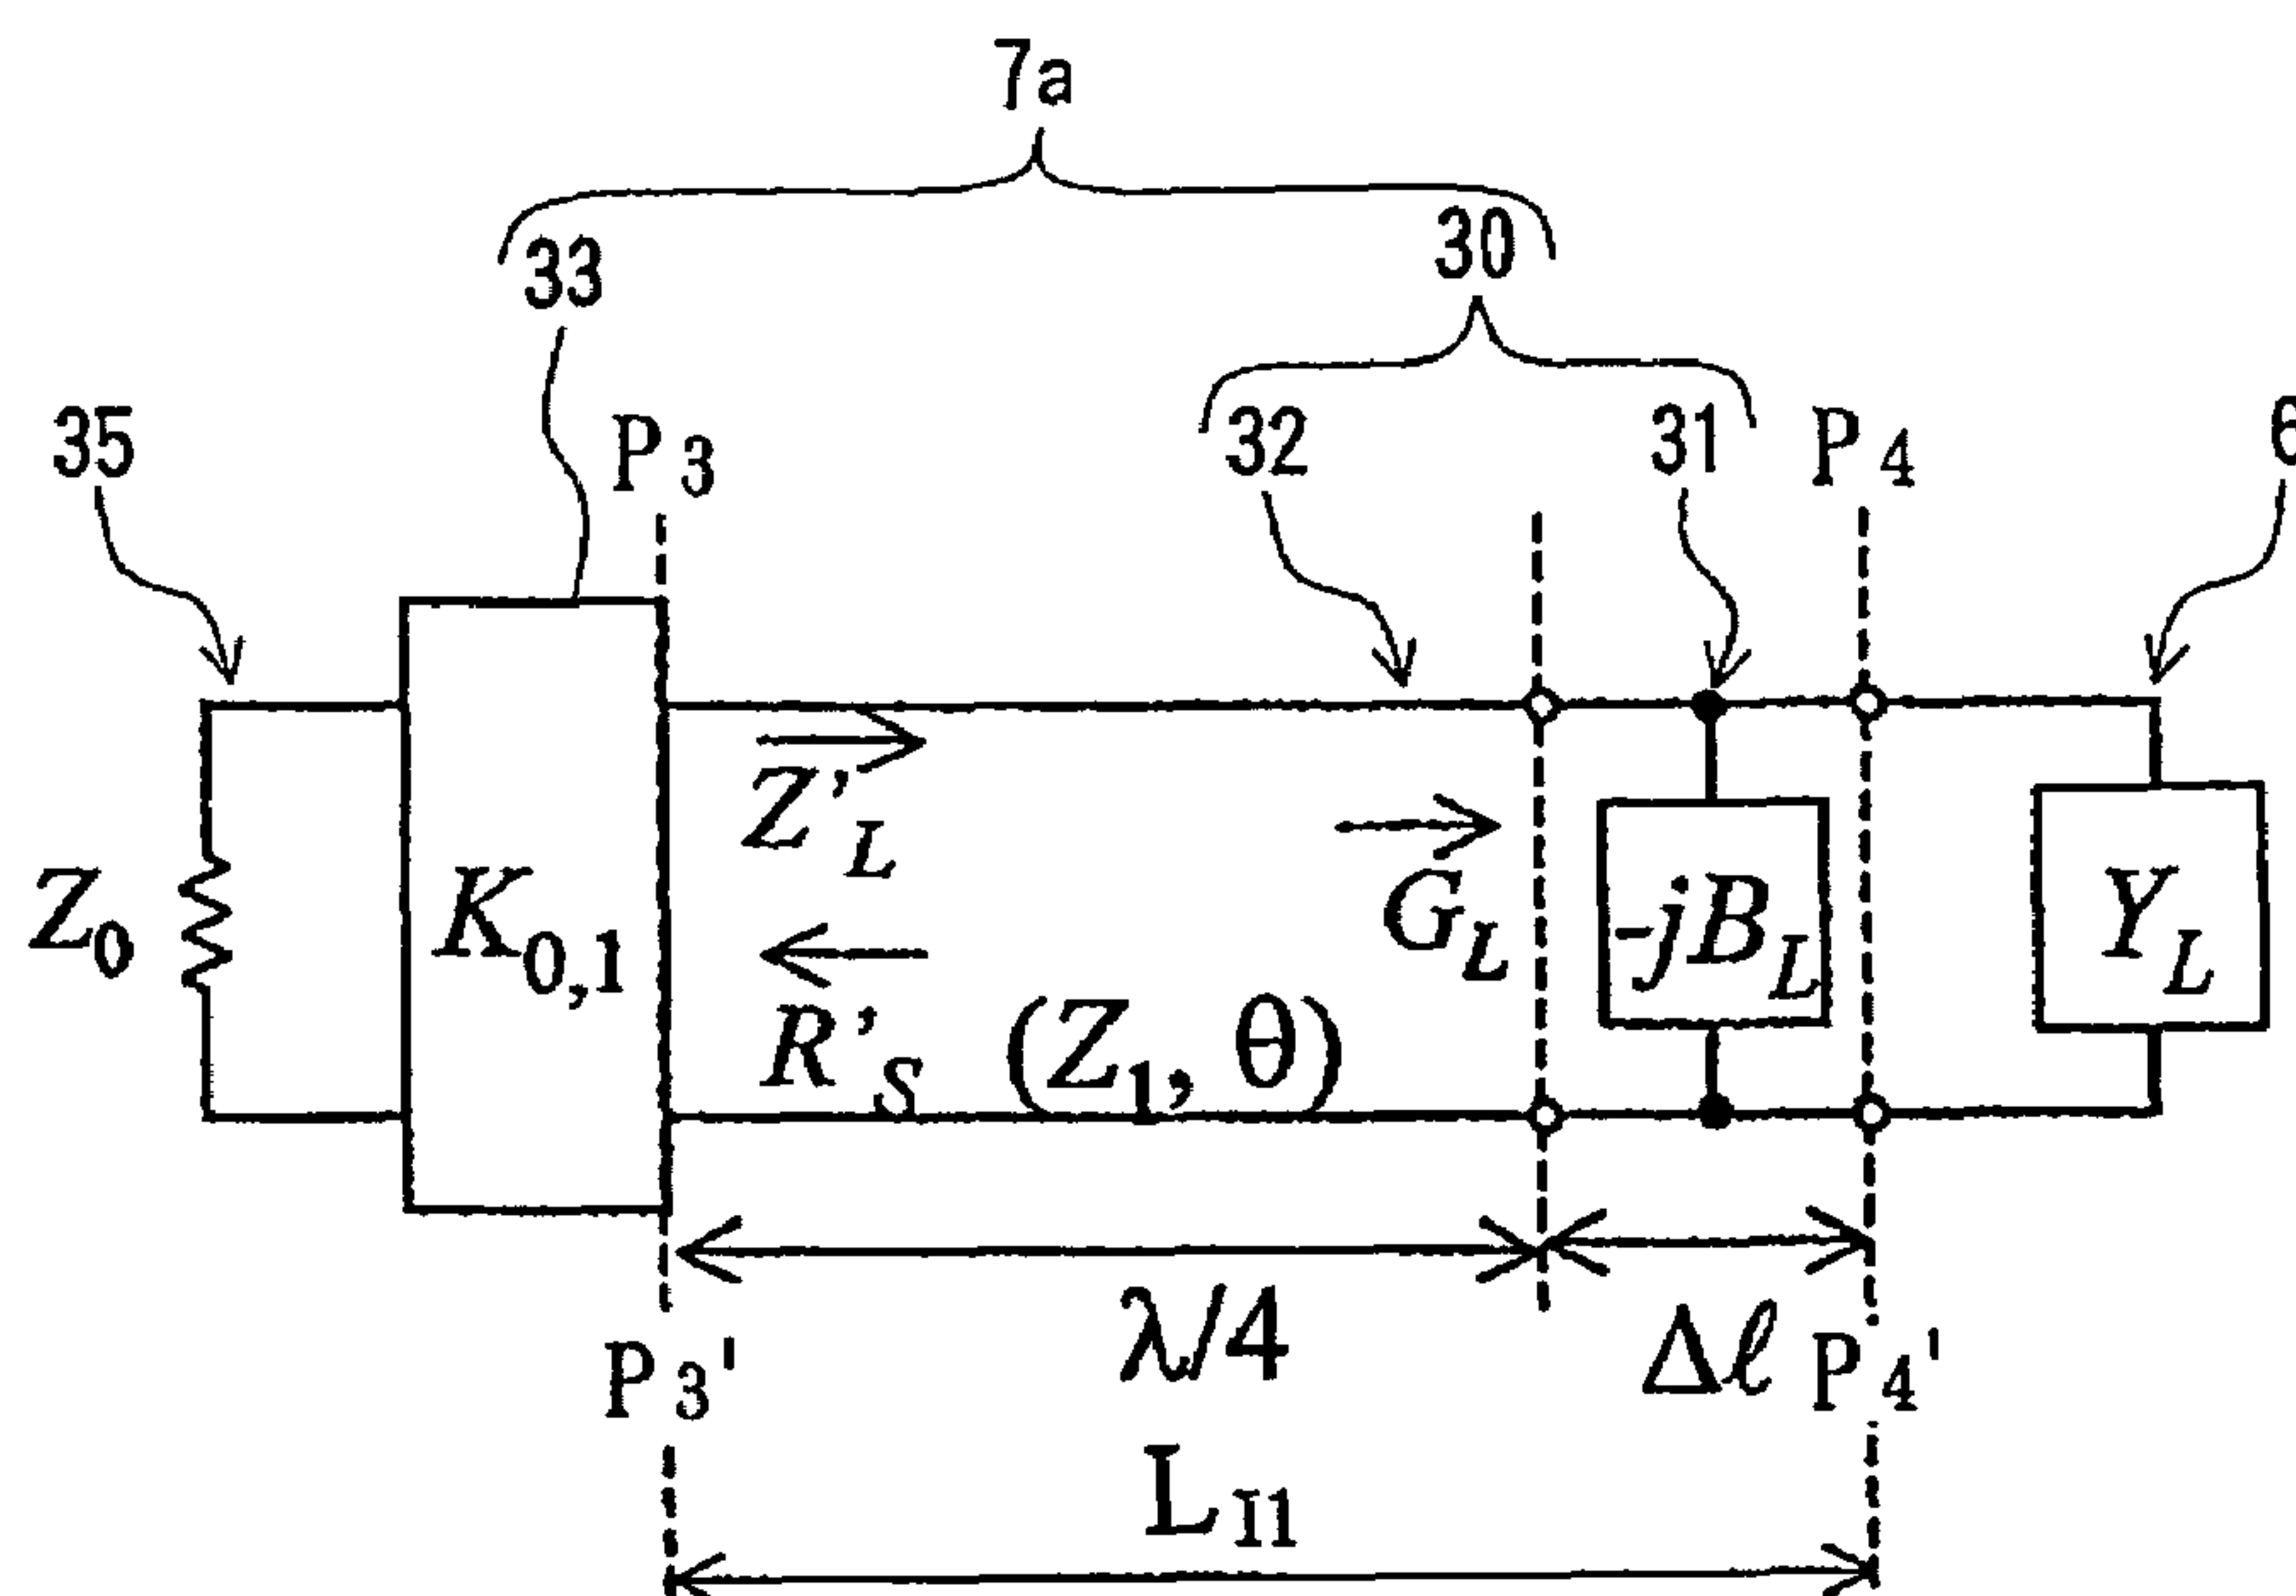 7a
33
30
35
P3
32
31
P4
6
Z'L
Z0
K0,1
GL
-jBL
YL
R'S (Z1, θ)
λ/4
Δℓ
P3'
P4'
LI1